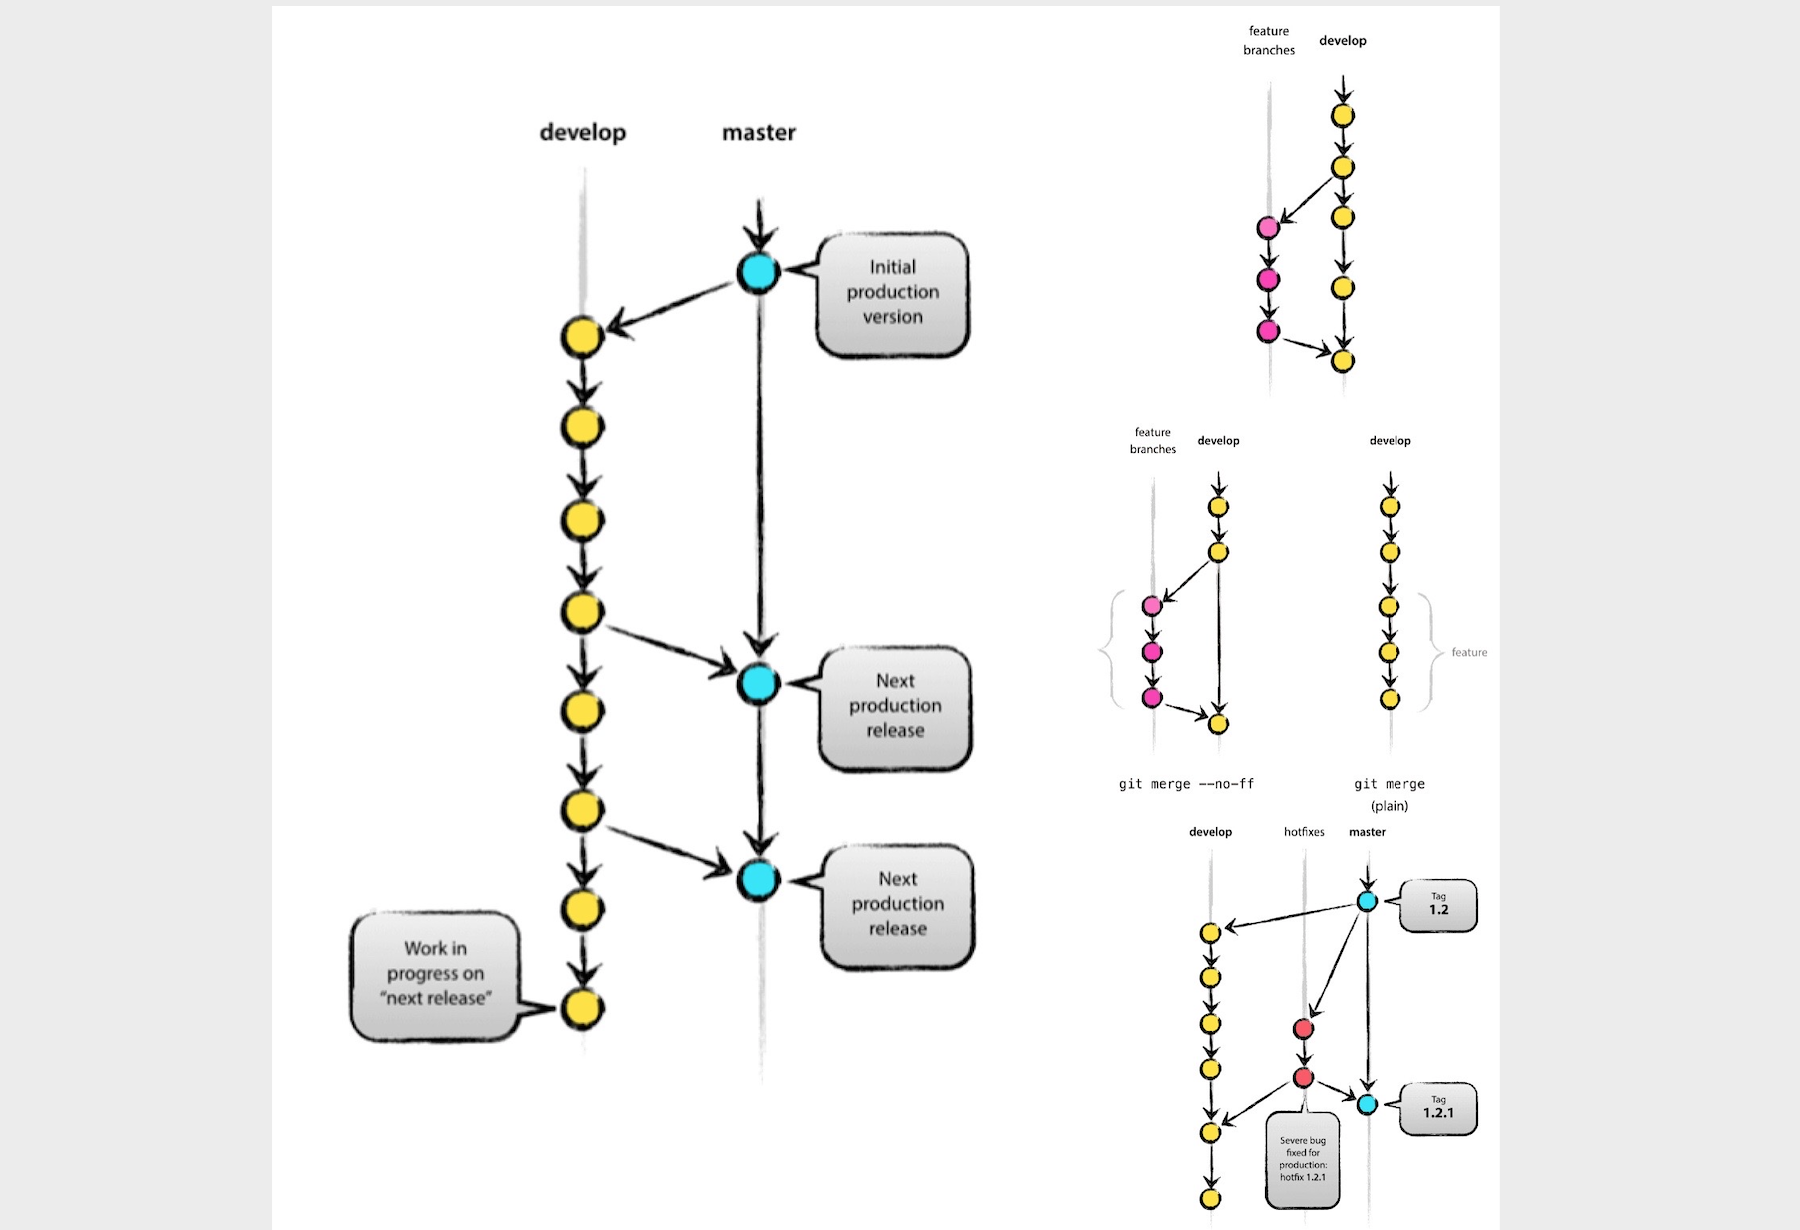 develop
master
Initial
production
version
Next
production
release
Next
production
release
Work in
progress on
“next release”
feature
branches
develop
feature
branches
develop
git merge --no-ff
develop
feature
git merge
(plain)
develop
hotfixes
master
Tag
1.2
Tag
1.2.1
Severe bug
fixed for
production:
hotfix 1.2.1